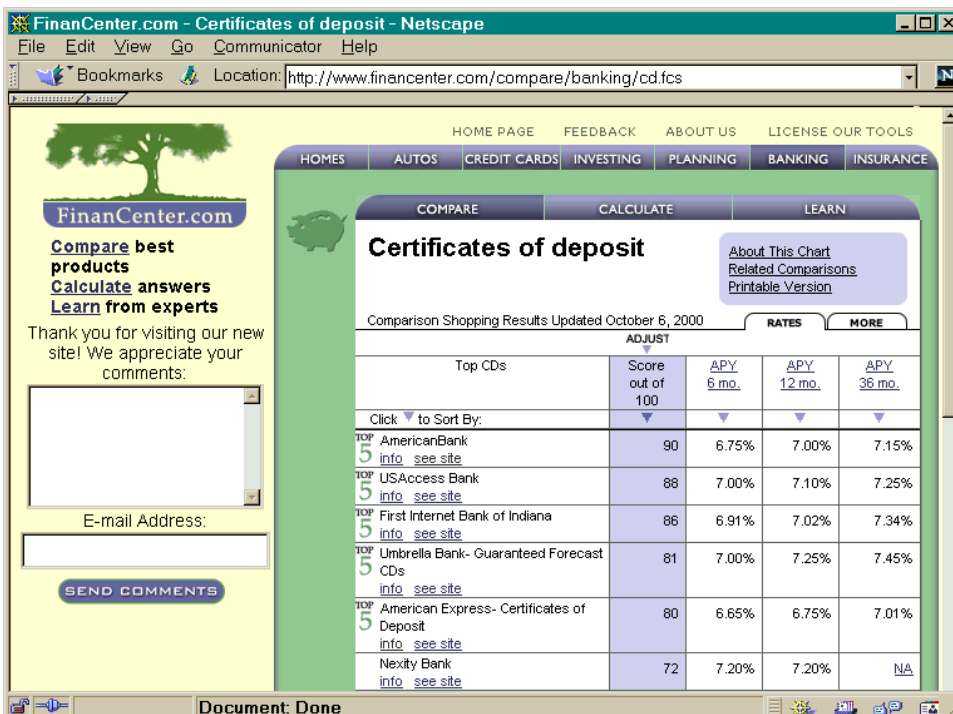 FinanCenter.com - Certificates of deposit - Netscape
File Edit View Go Communicator Help
Bookmarks Location: http://www.financenter.com/compare/banking/cd.fcs
N
HOME PAGE FEEDBACK ABOUT US LICENSE OUR TOOLS
HOMES AUTOS CREDIT CARDS INVESTING PLANNING BANKING INSURANCE
FinanCenter.com
Compare best
products
Calculate answers
Learn from experts
Thank you for visiting our new
site! We appreciate your
comments:
E-mail Address:
SEND COMMENTS
COMPARE CALCULATE LEARN
Certificates of deposit
About This Chart
Related Comparisons
Printable Version
Comparison Shopping Results Updated October 6, 2000 RATES MORE
ADJUST
Top CDs Score out of 100 APY 6 mo. APY 12 mo. APY 36 mo.
Click to Sort By:
TOP 5 AmericanBank 90 6.75% 7.00% 7.15%
info see site
TOP 5 USAccess Bank 88 7.00% 7.10% 7.25%
info see site
TOP 5 First Internet Bank of Indiana 86 6.91% 7.02% 7.34%
info see site
TOP 5 Umbrella Bank- Guaranteed Forecast 81 7.00% 7.25% 7.45%
CDs
info see site
TOP 5 American Express- Certificates of 80 6.65% 6.75% 7.01%
Deposit
info see site
Nexity Bank 72 7.20% 7.20% NA
info see site
Document: Done